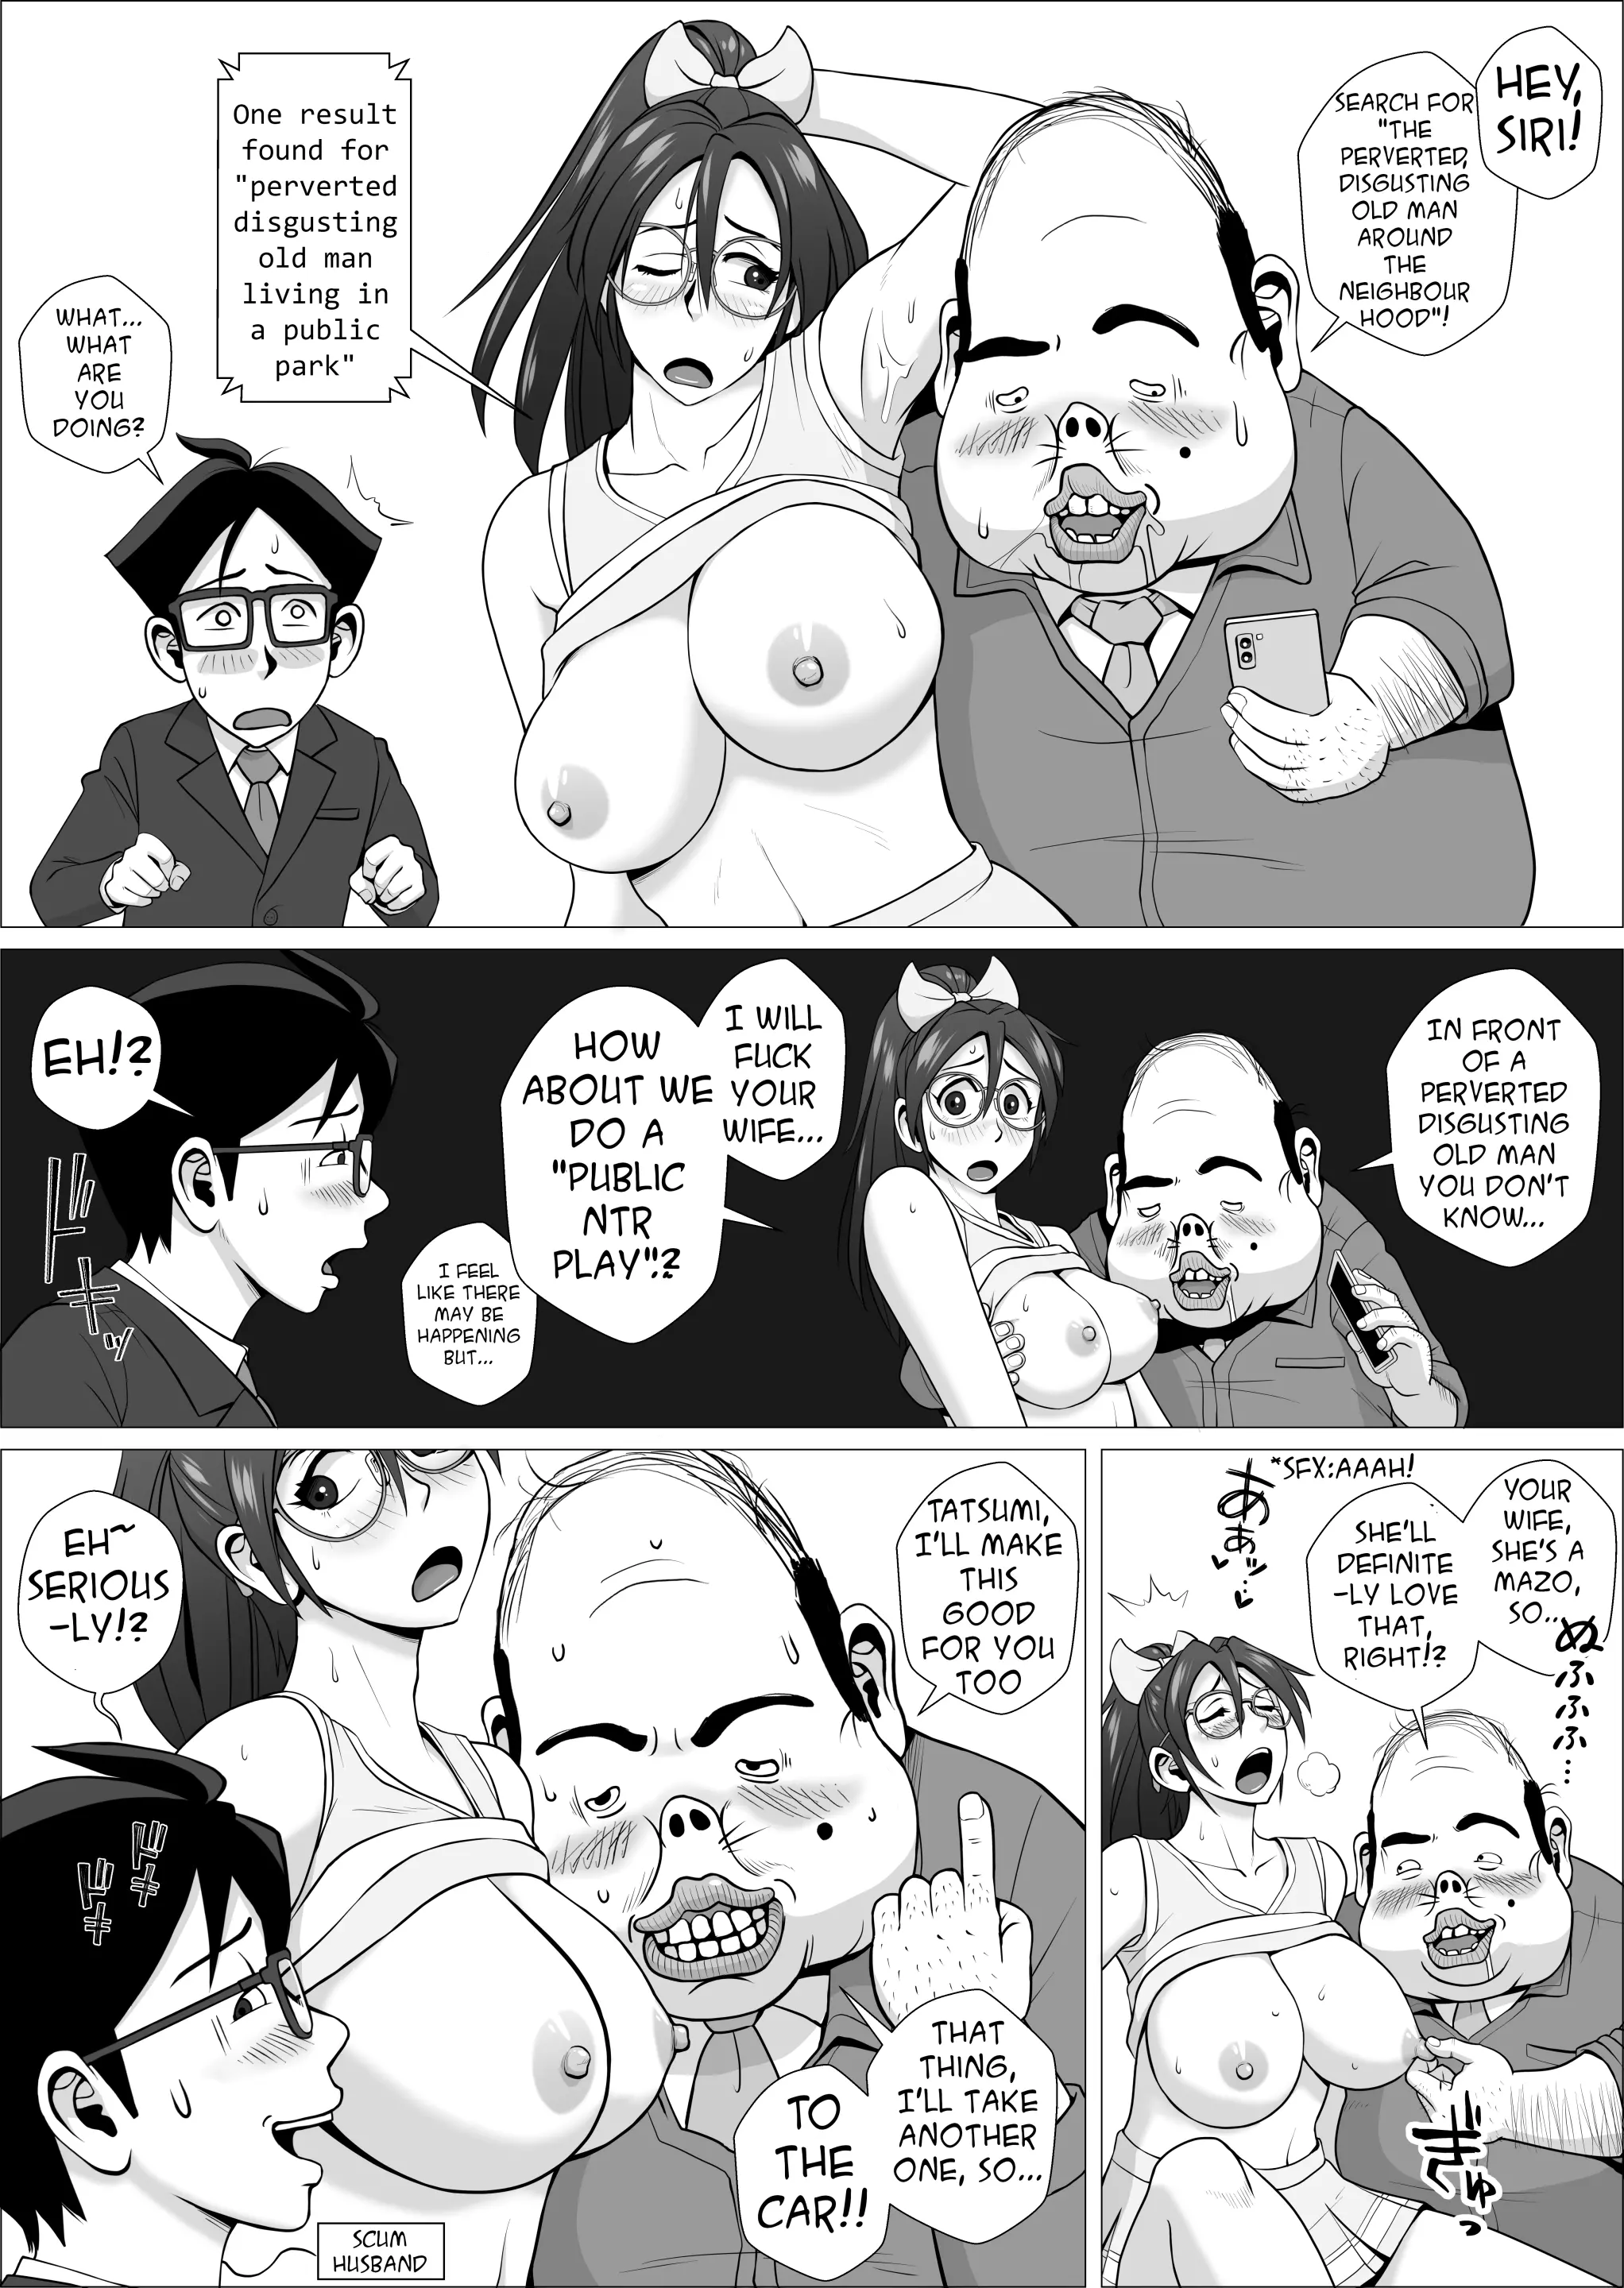 HEY,
SIRI!
SEARCH FOR
"THE
PERVERTED,
DISGUSTING
OLD MAN
AROUND
THE
NEIGHBOUR
HOOD"!
One result
found for
"perverted
disgusting
old man
living in
a public
park"
WHAT...
WHAT
ARE
YOU
DOING?
IN FRONT
OF A
PERVERTED
DISGUSTING
OLD MAN
YOU DON'T
KNOW...
I WILL
FUCK
YOUR
WIFE...
HOW
ABOUT WE
DO A
"PUBLIC
NTR
PLAY"?
I FEEL
LIKE THERE
MAY BE
HAPPENING
BUT...
EH!?
ドキッ
YOUR
WIFE,
SHE'S A
MAZO,
SO...
SHE'LL
DEFINITE
-LY LOVE
THAT,
RIGHT!?
*SFX:AAAH!
あぁッ…♥
ぬふふふ…
ぎゅっ
TATSUMI,
I'LL MAKE
THIS
GOOD
FOR YOU
TOO
THAT
THING,
I'LL TAKE
ANOTHER
ONE, SO...
TO
THE
CAR!!
EH~
SERIOUS
-LY!?
ドキ
ドキ
SCUM
HUSBAND